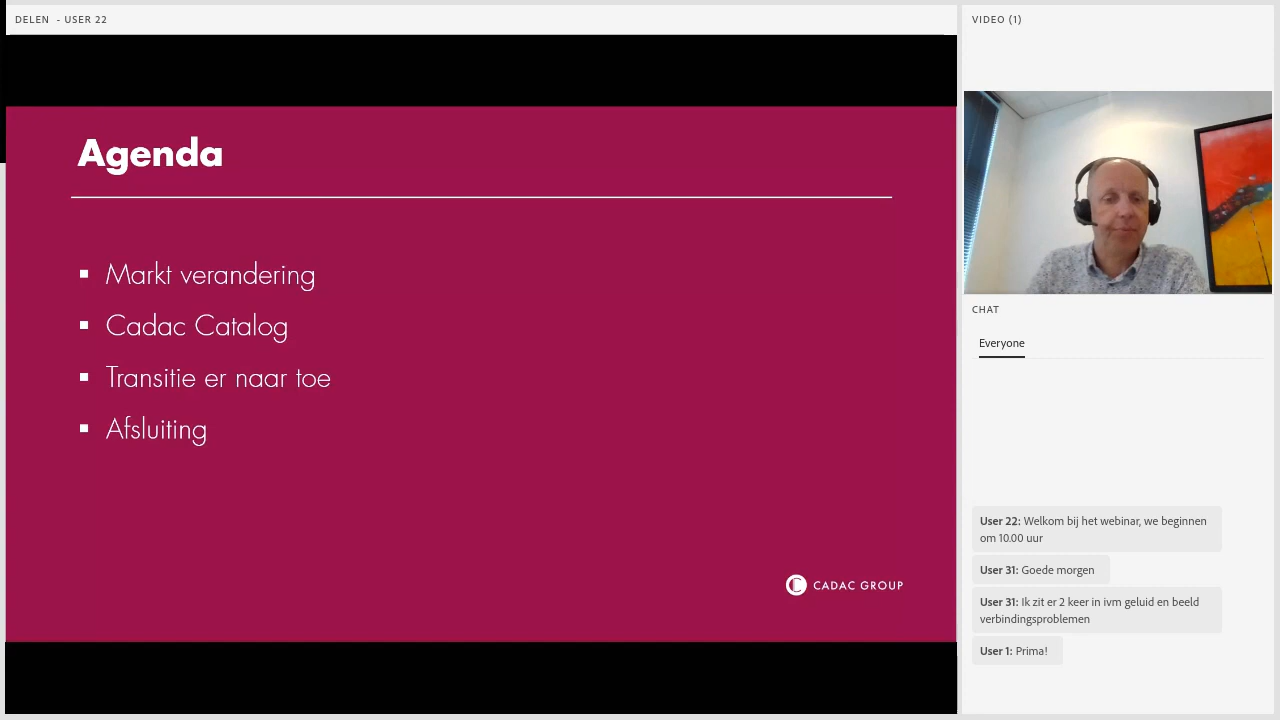 DELEN - USER 22
Agenda
Markt verandering
Cadac Catalog
Transitie er naar toe
Afsluiting
CADAC GROUP
VIDEO (1)
CHAT
Everyone
User 22: Welkom bij het webinar, we beginnen
om 10.00 uur
User 31: Goede morgen
User 31: Ik zit er 2 keer in ivm geluid en beeld
verbindingsproblemen
User 1: Prima!